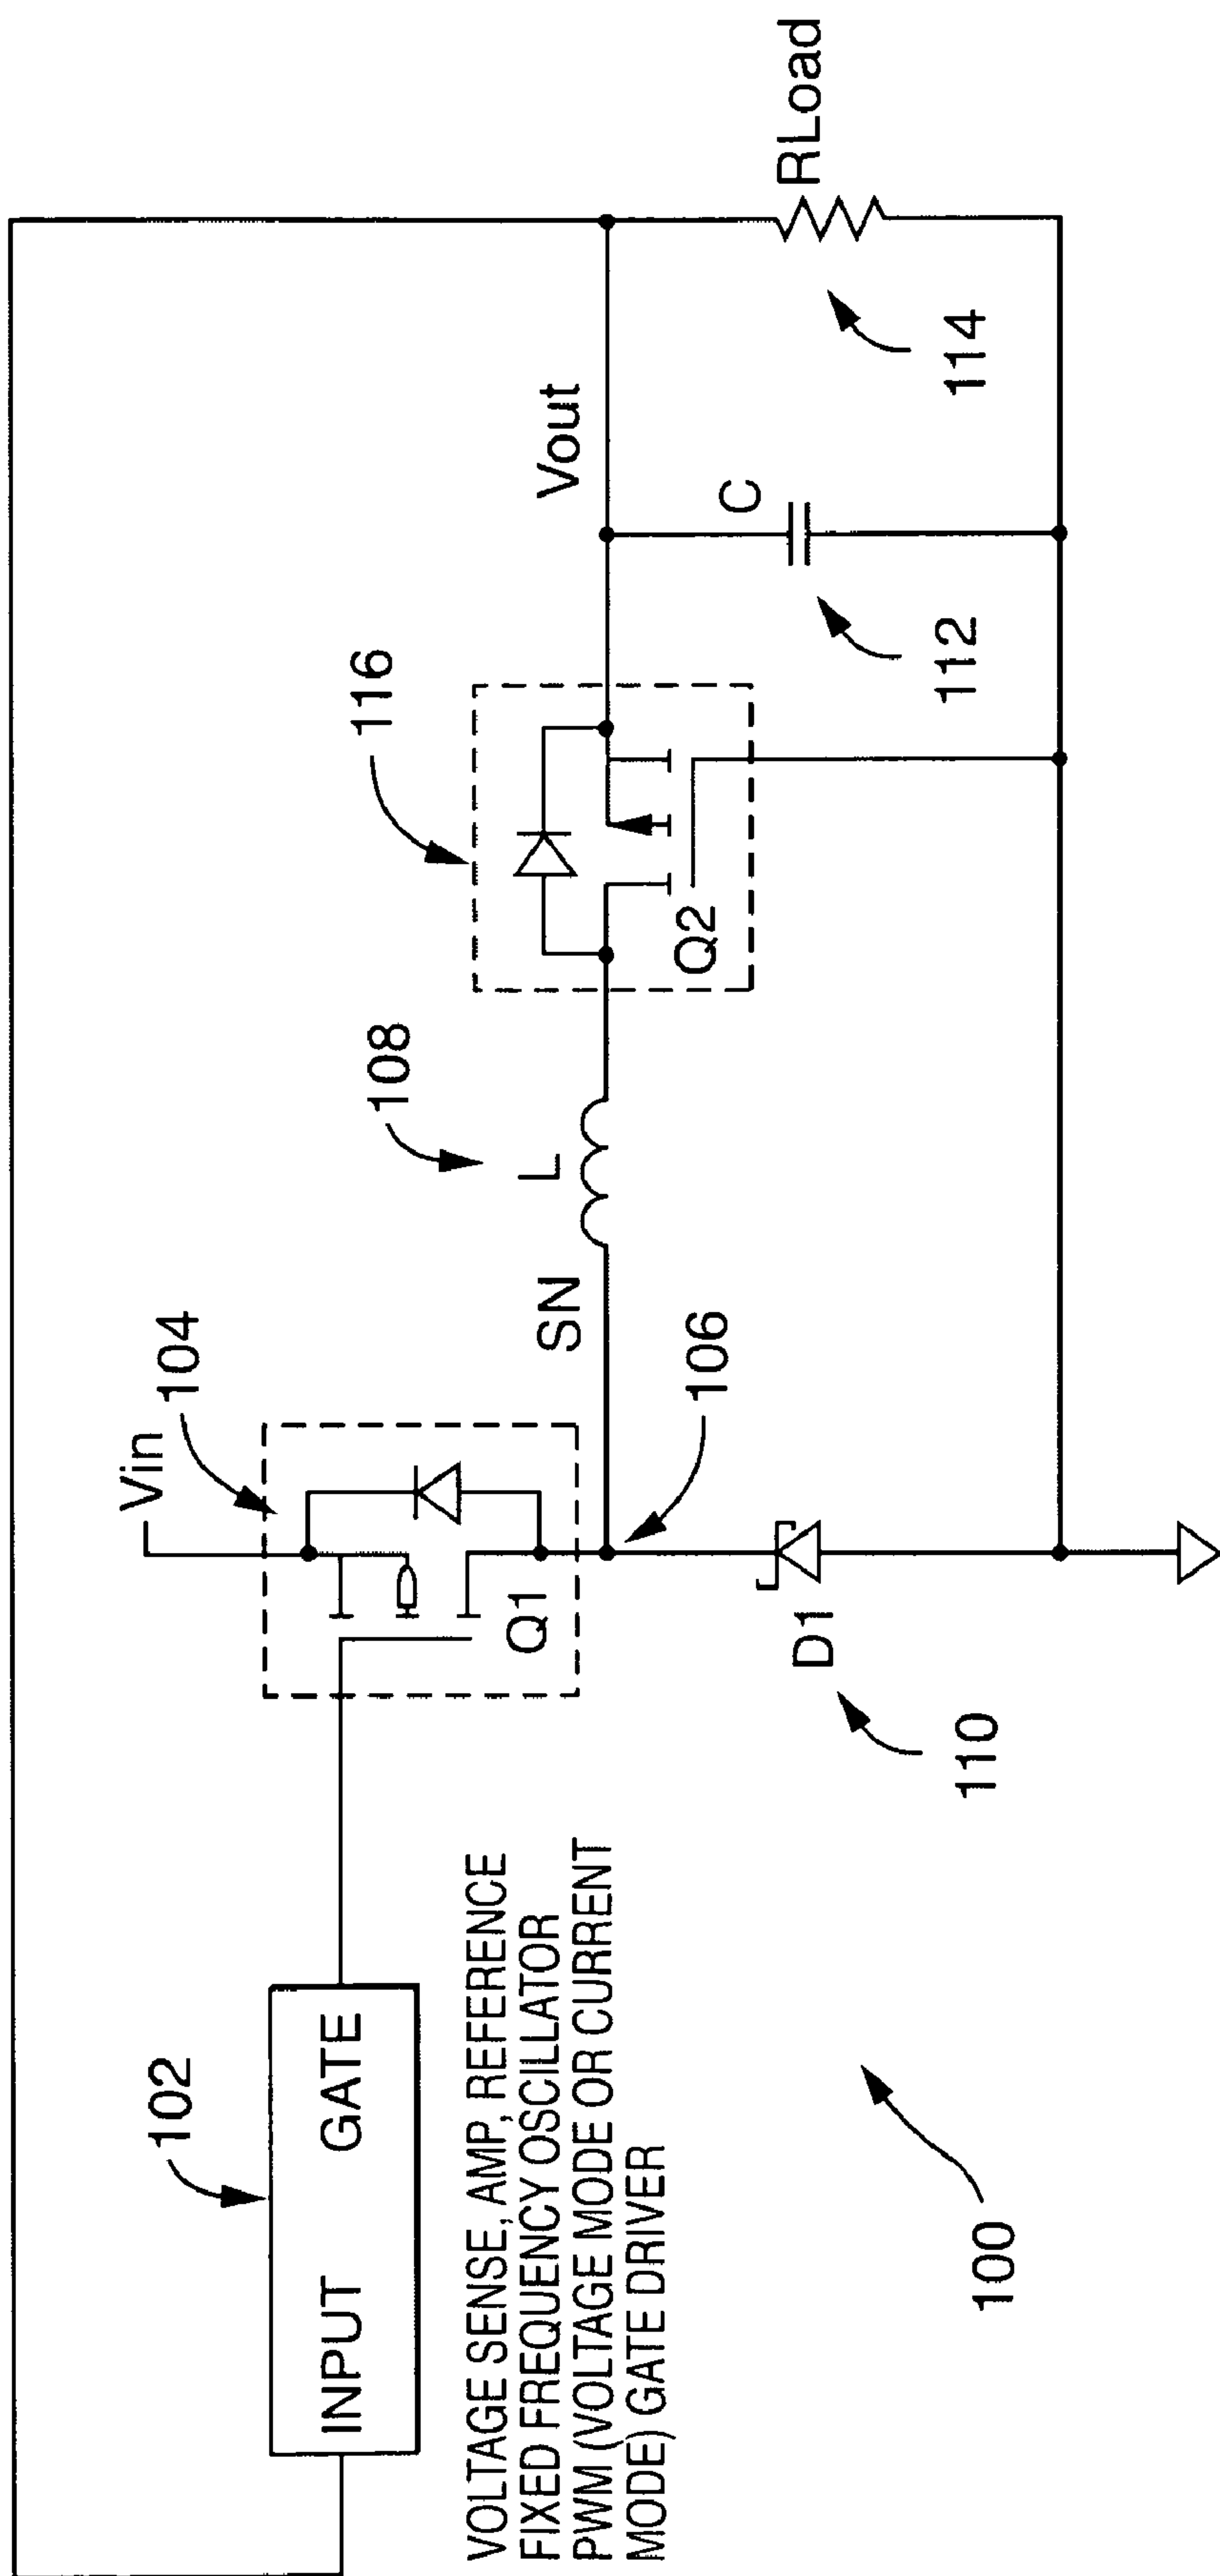 Vin
104
102
INPUT GATE
VOLTAGE SENSE, AMP, REFERENCE
FIXED FREQUENCY OSCILLATOR
PWM (VOLTAGE MODE OR CURRENT
MODE) GATE DRIVER
Q1
SN
L
108
116
Q2
Vout
106
D1
110
C
112
RLoad
114
100